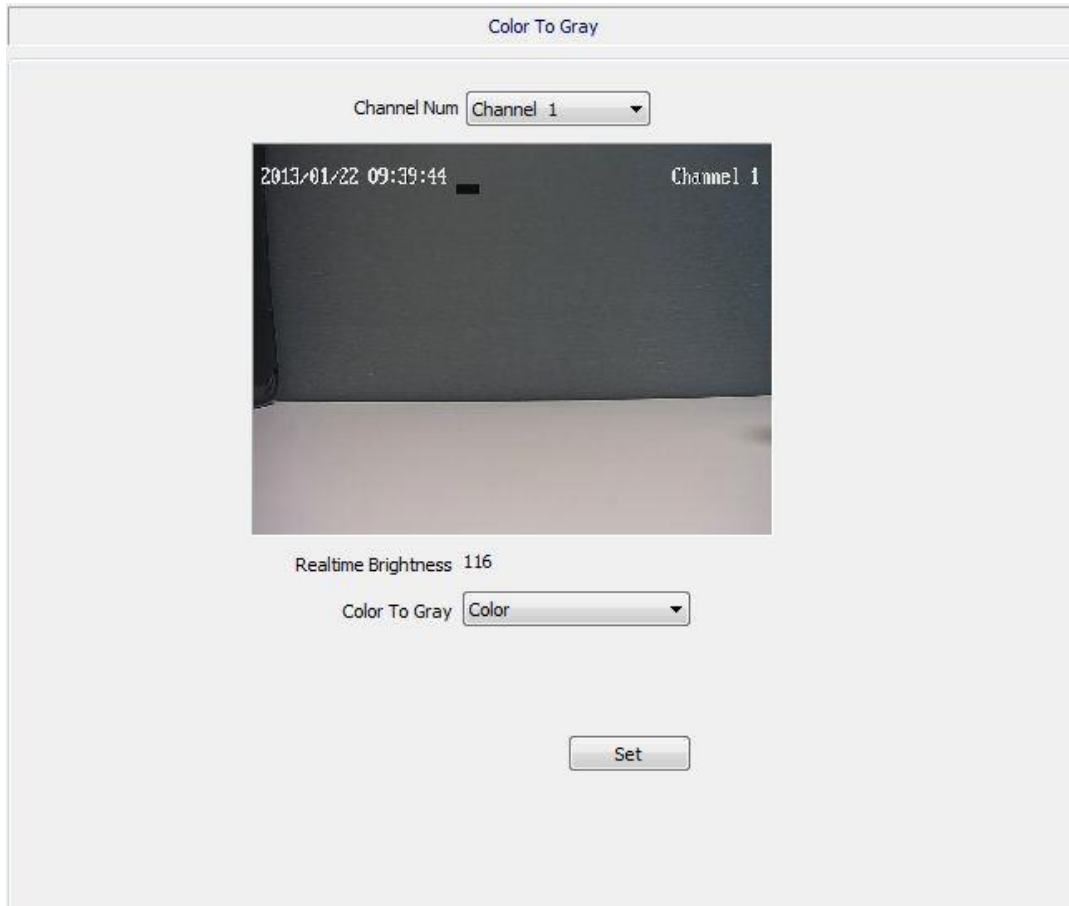 Color To Gray
Channel Num Channel 1
2013/01/22 09:39:44 Channel 1
Realtime Brightness 116
Color To Gray Color
Set